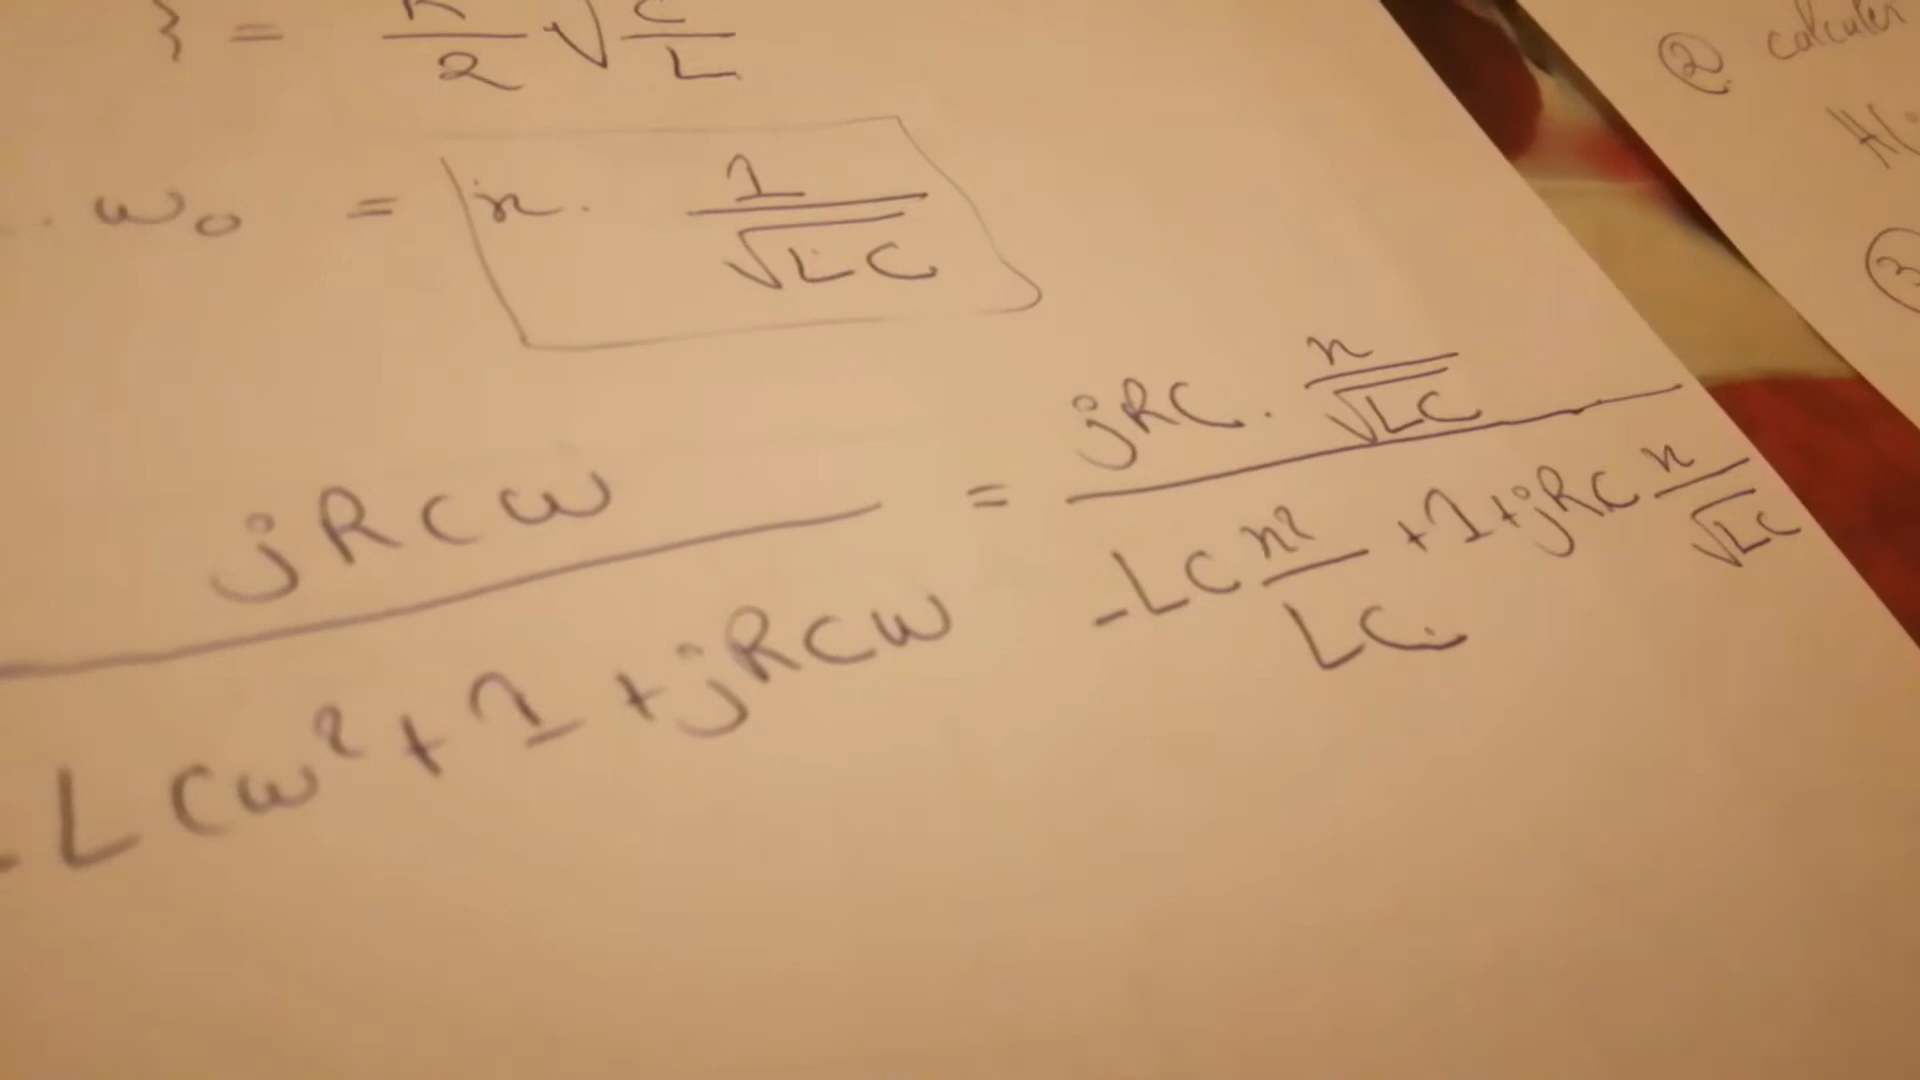 ξ = R/2 √(C/L)
. . ω₀ = x . 1/√LC
jRCω / -LCω² + 1 + jRCω = jRC . x/√LC / -LC x²/LC + 1 + jRC x/√LC
② calculer
H(j
③